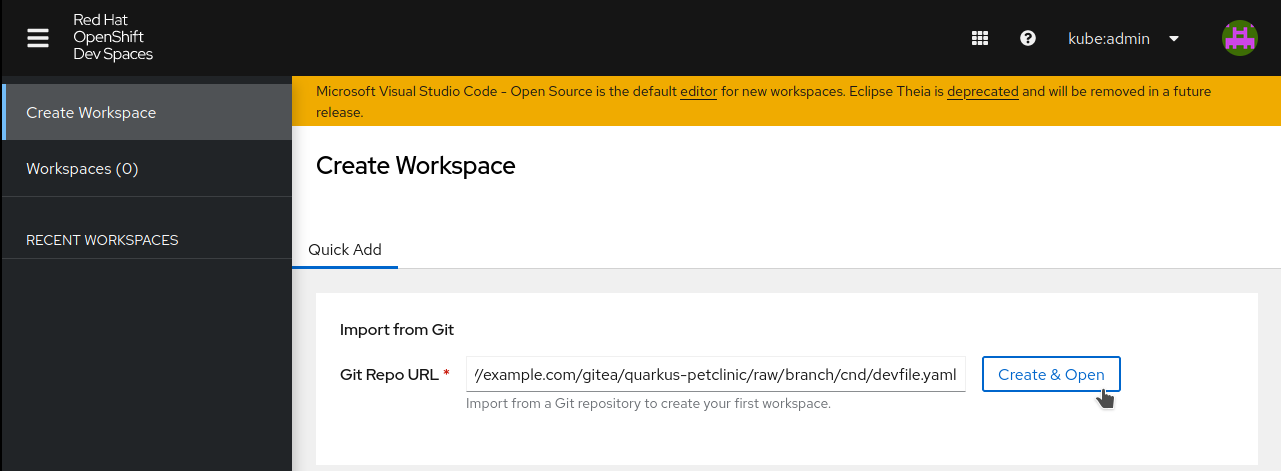 Red Hat
OpenShift
Dev Spaces
kube:admin
Create Workspace
Workspaces (0)
RECENT WORKSPACES
Microsoft Visual Studio Code - Open Source is the default editor for new workspaces. Eclipse Theia is deprecated and will be removed in a future
release.
Create Workspace
Quick Add
Import from Git
Git Repo URL * //example.com/gitea/quarkus-petclinic/raw/branch/cnd/devfile.yaml Create & Open
Import from a Git repository to create your first workspace.